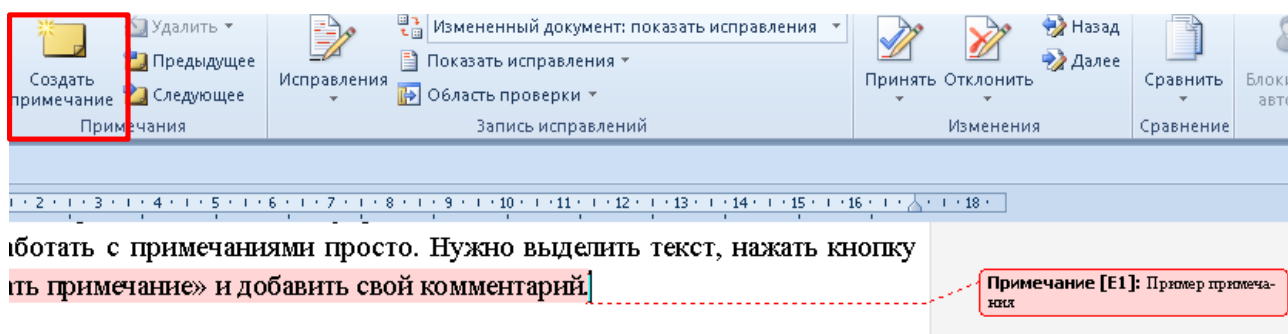 Создать примечание
Удалить
Предыдущее
Следующее
Примечания
Исправления
Измененный документ: показать исправления
Показать исправления
Область проверки
Запись исправлений
Принять
Отклонить
Назад
Далее
Изменения
Сравнить
Сравнение
2 · 3 · 4 · 5 · 6 · 7 · 8 · 9 · 10 · 11 · 12 · 13 · 14 · 15 · 16 · 18
аботать с примечаниями просто. Нужно выделить текст, нажать кнопку
ать примечание» и добавить свой комментарий.
Примечание [E1]: Пример примеча-
ния